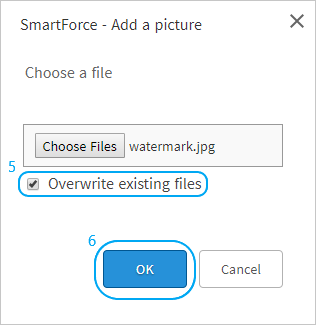 SmartForce - Add a picture
Choose a file
Choose Files watermark.jpg
5
Overwrite existing files
6
OK Cancel